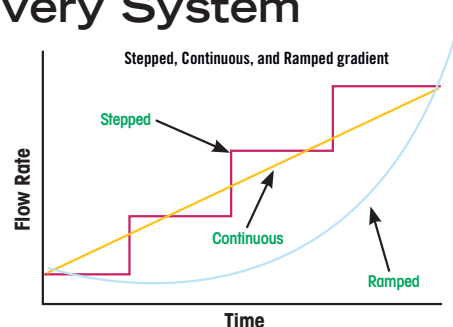 very System
Stepped, Continuous, and Ramped gradient
Stepped
Continuous
Ramped
Flow Rate
Time